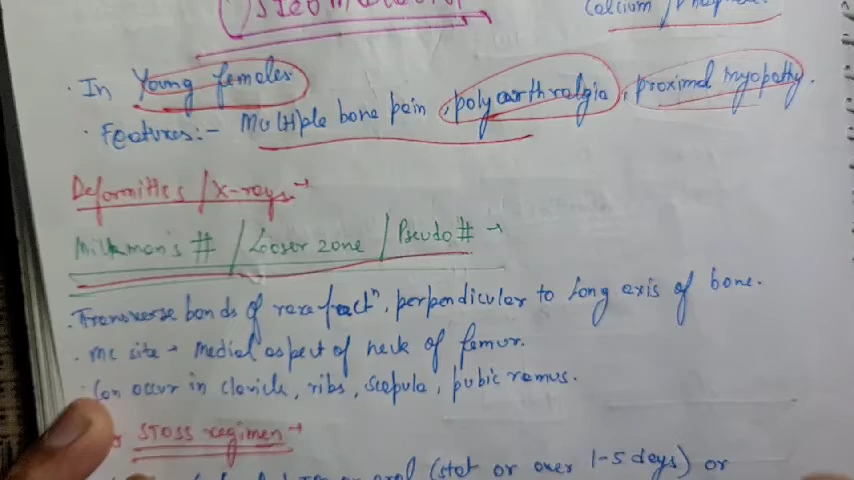 Calcium /
· In Young females.
· Features:- Multiple bone pain, polyarthralgia, proximal myopathy.
Deformities / X-rays →
Milkman's # / Looser zone / Pseudo # →
· Transverse bands of rarefactⁿ, perpendicular to long axis of bone.
· MC site → Medial aspect of neck of femur.
· Can occur in clavicle, ribs, scapula, pubic ramus.
STOSS regimen →
oral (stat or over 1-5 days) or